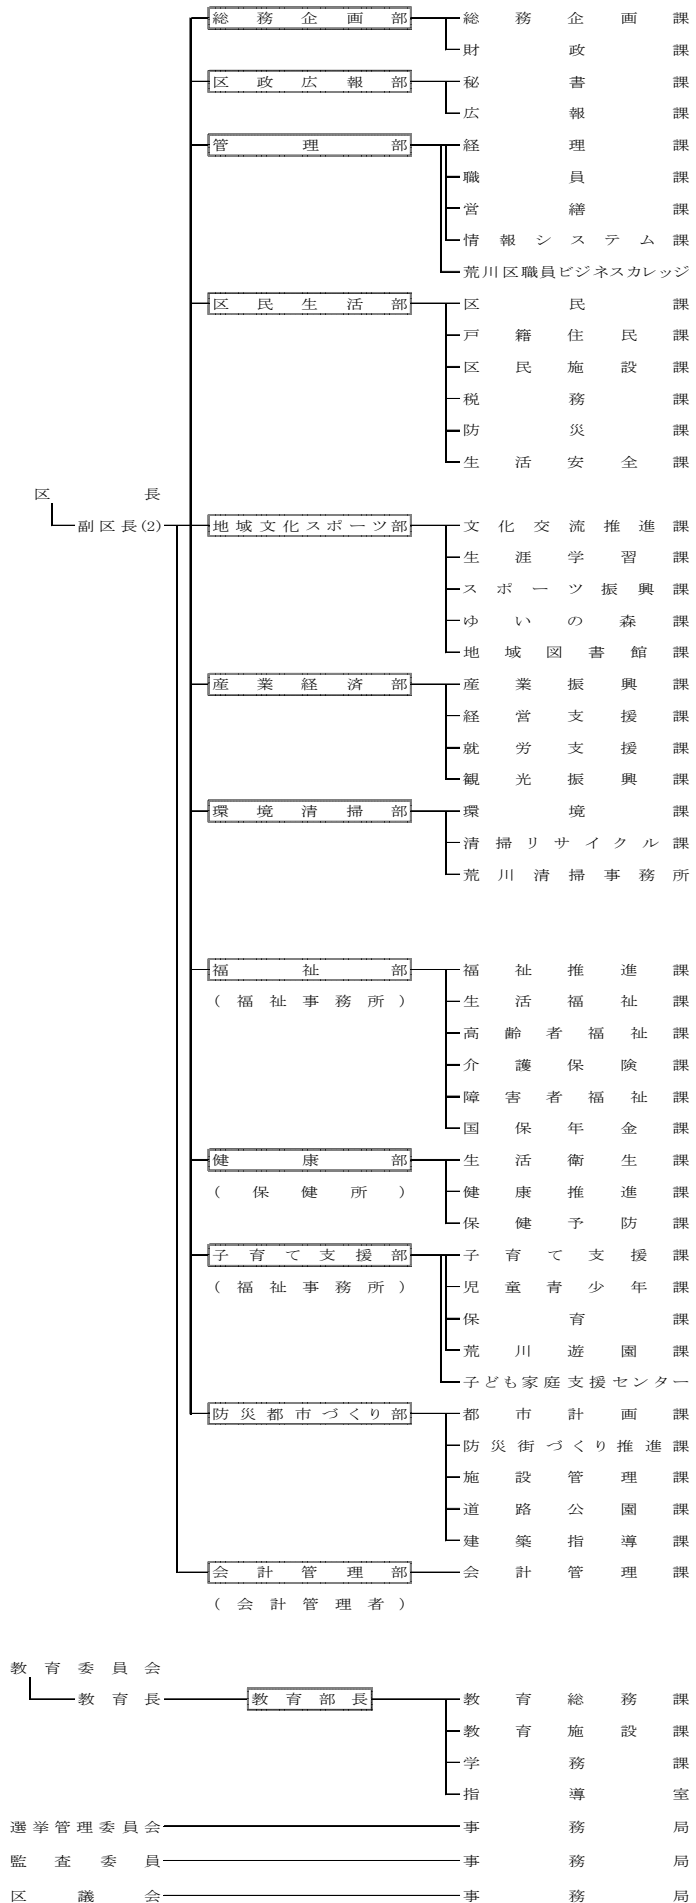 総務企画部 総務企画課
財政課
区政広報部 秘書課
広報課
管理部 経理課
職員課
営繕課
情報システム課
荒川区職員ビジネスカレッジ
区民生活部 区民課
戸籍住民課
区民施設課
税務課
防災課
生活安全課
区長
副区長(2) 地域文化スポーツ部 文化交流推進課
生涯学習課
スポーツ振興課
ゆいの森課
地域図書館課
産業経済部 産業振興課
経営支援課
就労支援課
観光振興課
環境清掃部 環境課
清掃リサイクル課
荒川清掃事務所
福祉部 福祉推進課
(福祉事務所) 生活福祉課
高齢者福祉課
介護保険課
障害者福祉課
国保年金課
健康部 生活衛生課
(保健所) 健康推進課
保健予防課
子育て支援部 子育て支援課
(福祉事務所) 児童青少年課
保育課
荒川遊園課
子ども家庭支援センター
防災都市づくり部 都市計画課
防災街づくり推進課
施設管理課
道路公園課
建築指導課
会計管理部 会計管理課
(会計管理者)
教育委員会
教育長 教育部長 教育総務課
教育施設課
学務課
指導室
選挙管理委員会 事務局
監査委員 事務局
区議会 事務局